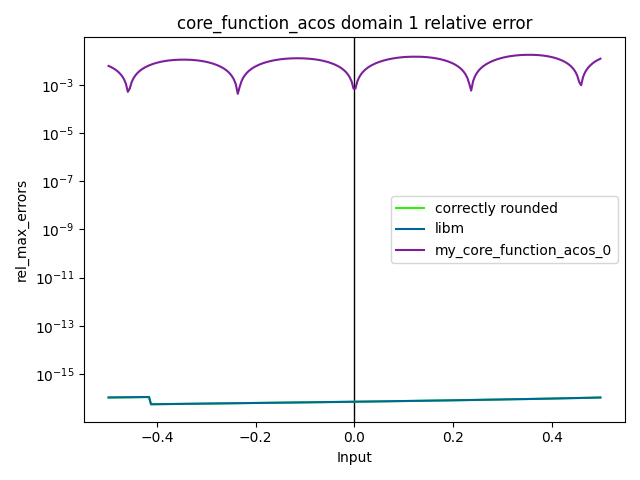 core_function_acos domain 1 relative error
rel_max_errors
10⁻³
10⁻⁵
10⁻⁷
10⁻⁹
10⁻¹¹
10⁻¹³
10⁻¹⁵
correctly rounded
libm
my_core_function_acos_0
−0.4
−0.2
0.0
0.2
0.4
Input